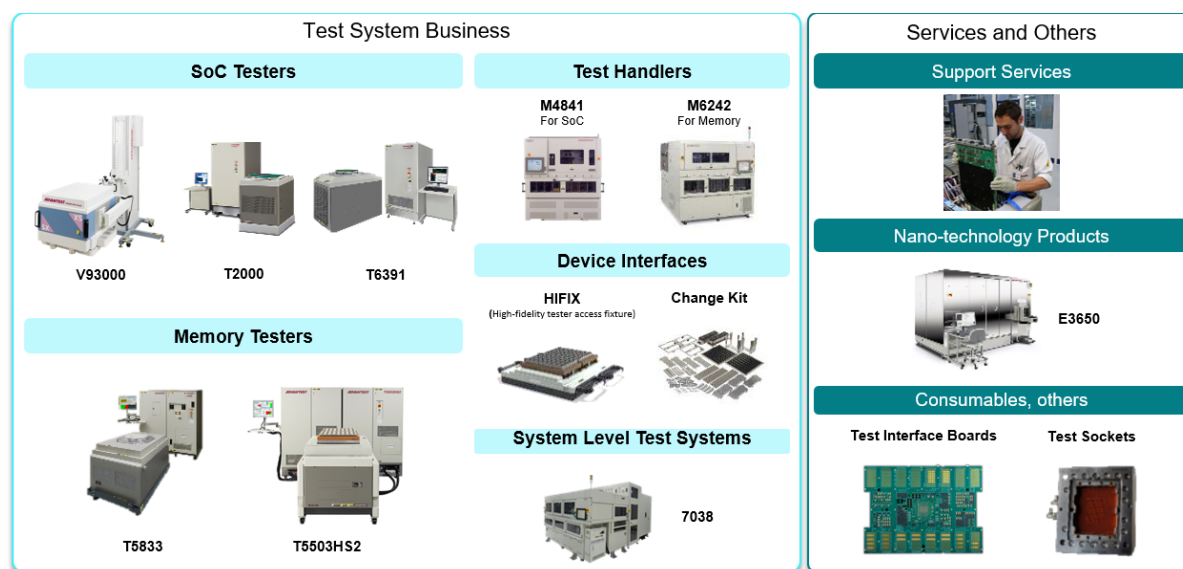 Test System Business
SoC Testers
V93000
T2000
T6391
Memory Testers
T5833
T5503HS2
Test Handlers
M4841
For SoC
M6242
For Memory
Device Interfaces
HIFIX
(High-fidelity tester access fixture)
Change Kit
System Level Test Systems
7038
Services and Others
Support Services
Nano-technology Products
E3650
Consumables, others
Test Interface Boards
Test Sockets